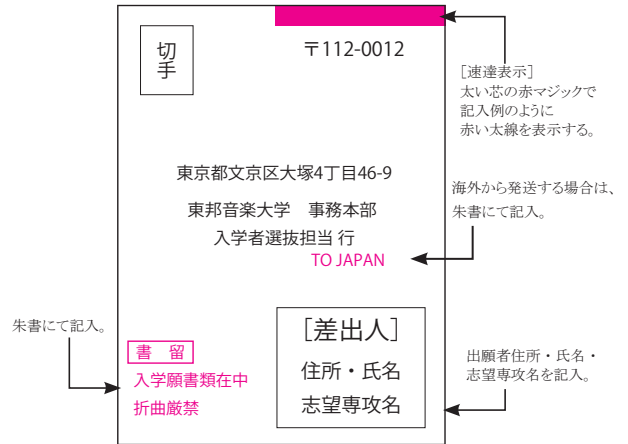 切手
〒112-0012
［速達表示］
太い芯の赤マジックで
記入例のように
赤い太線を表示する。
東京都文京区大塚4丁目46-9
東邦音楽大学　事務本部
入学者選抜担当 行
TO JAPAN
海外から発送する場合は、
朱書にて記入。
朱書にて記入。
書　留
入学願書類在中
折曲厳禁
［差出人］
住所・氏名
志望専攻名
出願者住所・氏名・
志望専攻名を記入。